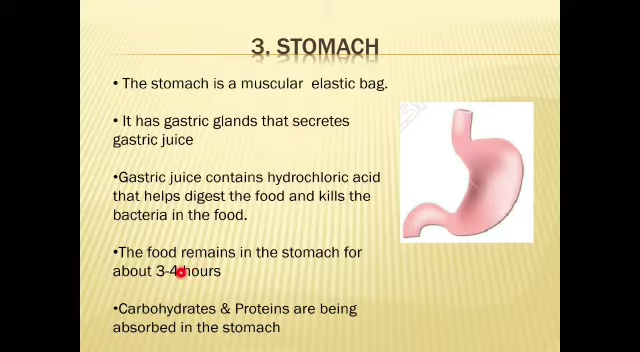 3. STOMACH
• The stomach is a muscular elastic bag.
• It has gastric glands that secretes
gastric juice
•Gastric juice contains hydrochloric acid
that helps digest the food and kills the
bacteria in the food.
•The food remains in the stomach for
about 3-4 hours
•Carbohydrates & Proteins are being
absorbed in the stomach